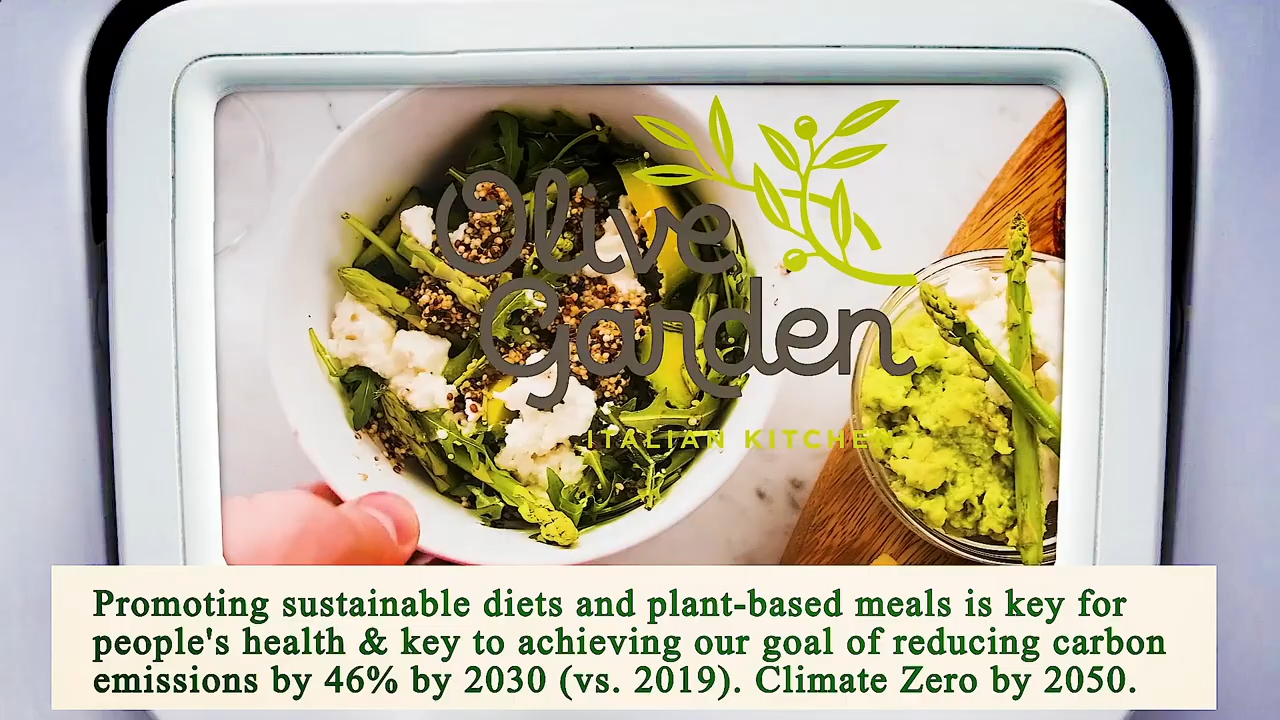 Olive
Garden
ITALIAN KITCHEN
Promoting sustainable diets and plant-based meals is key for
people's health & key to achieving our goal of reducing carbon
emissions by 46% by 2030 (vs. 2019). Climate Zero by 2050.